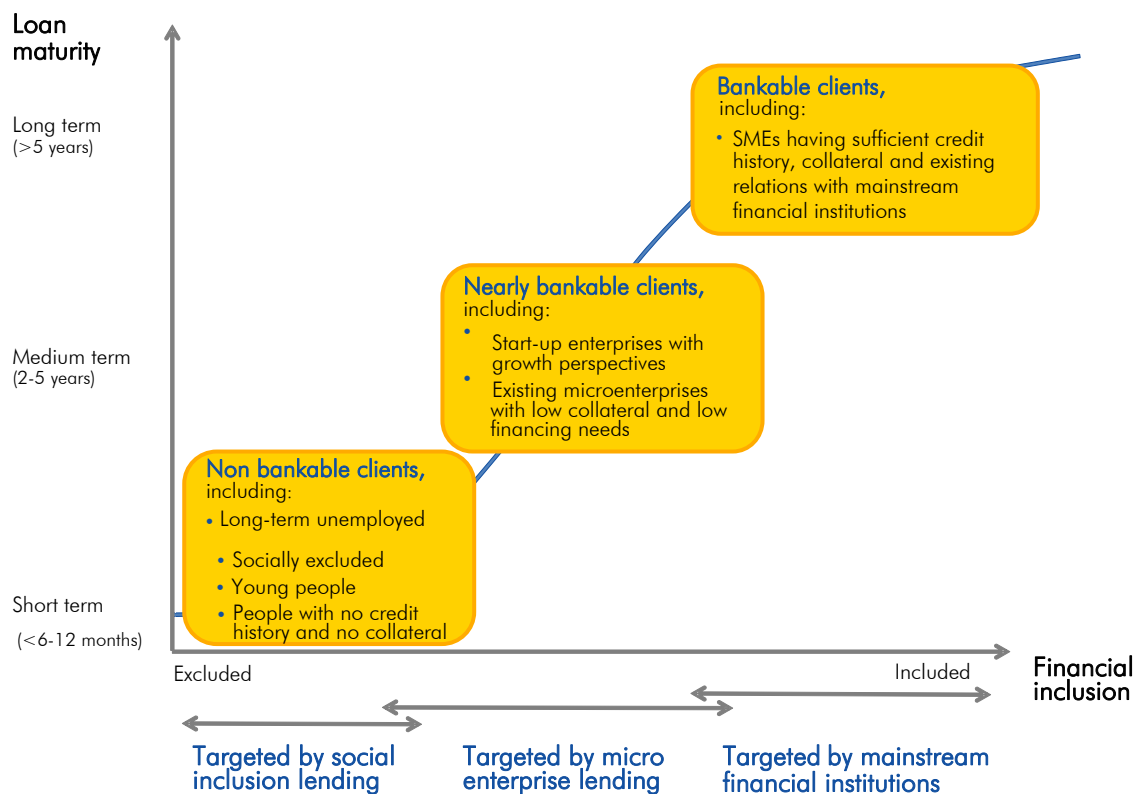 Loan
maturity
Long term
(>5 years)
Medium term
(2-5 years)
Short term
(<6-12 months)
Bankable clients,
including:
• SMEs having sufficient credit
history, collateral and existing
relations with mainstream
financial institutions
Nearly bankable clients,
including:
• Start-up enterprises with
growth perspectives
• Existing microenterprises
with low collateral and low
financing needs
Non bankable clients,
including:
• Long-term unemployed
• Socially excluded
• Young people
• People with no credit
history and no collateral
Excluded
Included
Financial
inclusion
Targeted by social
inclusion lending
Targeted by micro
enterprise lending
Targeted by mainstream
financial institutions